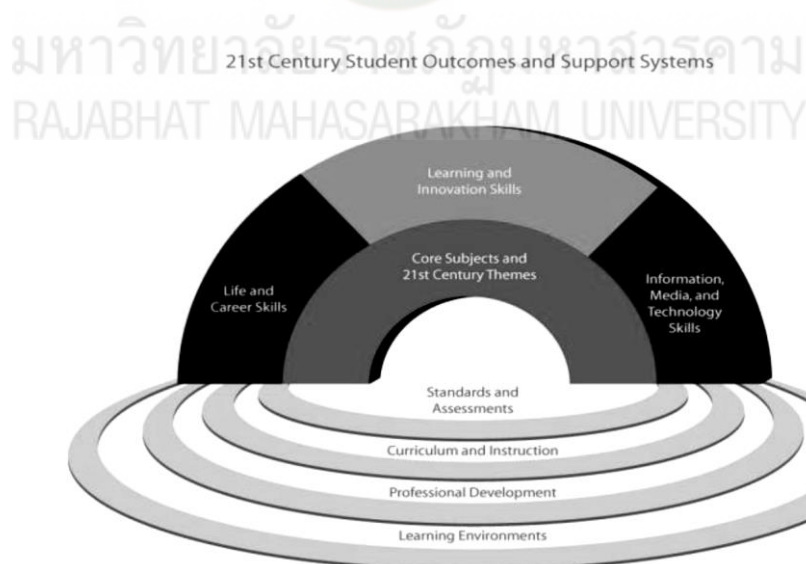 มหาวิทยาลัยราชภัฏมหาสารคาม
21st Century Student Outcomes and Support Systems
RAJABHAT MAHASARAKHAM UNIVERSITY
Learning and
Innovation Skills
Core Subjects and
21st Century Themes
Life and
Career Skills
Information,
Media, and
Technology
Skills
Standards and
Assessments
Curriculum and Instruction
Professional Development
Learning Environments